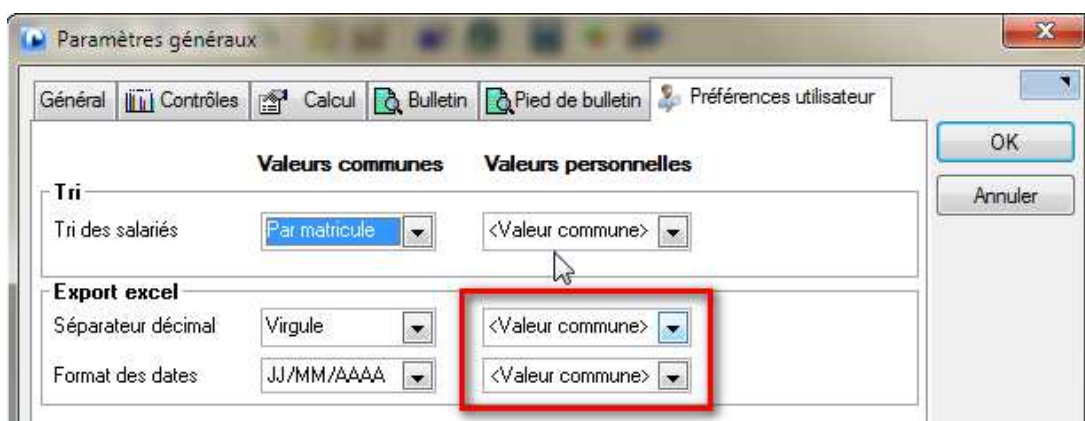 Paramètres généraux
Général Contrôles Calcul Bulletin Pied de bulletin Préférences utilisateur
OK
Valeurs communes Valeurs personnelles
Annuler
Tri
Tri des salariés Par matricule <Valeur commune>
Export excel
Séparateur décimal Virgule <Valeur commune>
Format des dates JJ/MM/AAAA <Valeur commune>